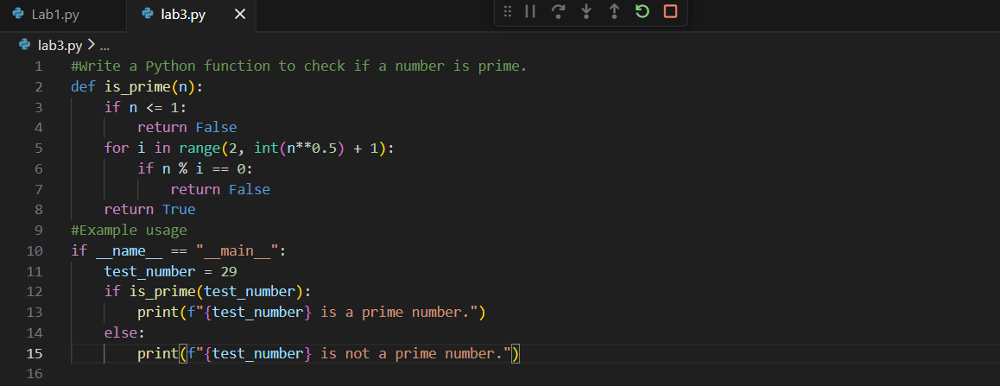 Lab1.py
lab3.py
lab3.py > ...
1 #Write a Python function to check if a number is prime.
2 def is_prime(n):
3     if n <= 1:
4         return False
5     for i in range(2, int(n**0.5) + 1):
6         if n % i == 0:
7             return False
8     return True
9 #Example usage
10 if __name__ == "__main__":
11     test_number = 29
12     if is_prime(test_number):
13         print(f"{test_number} is a prime number.")
14     else:
15         print(f"{test_number} is not a prime number.")
16